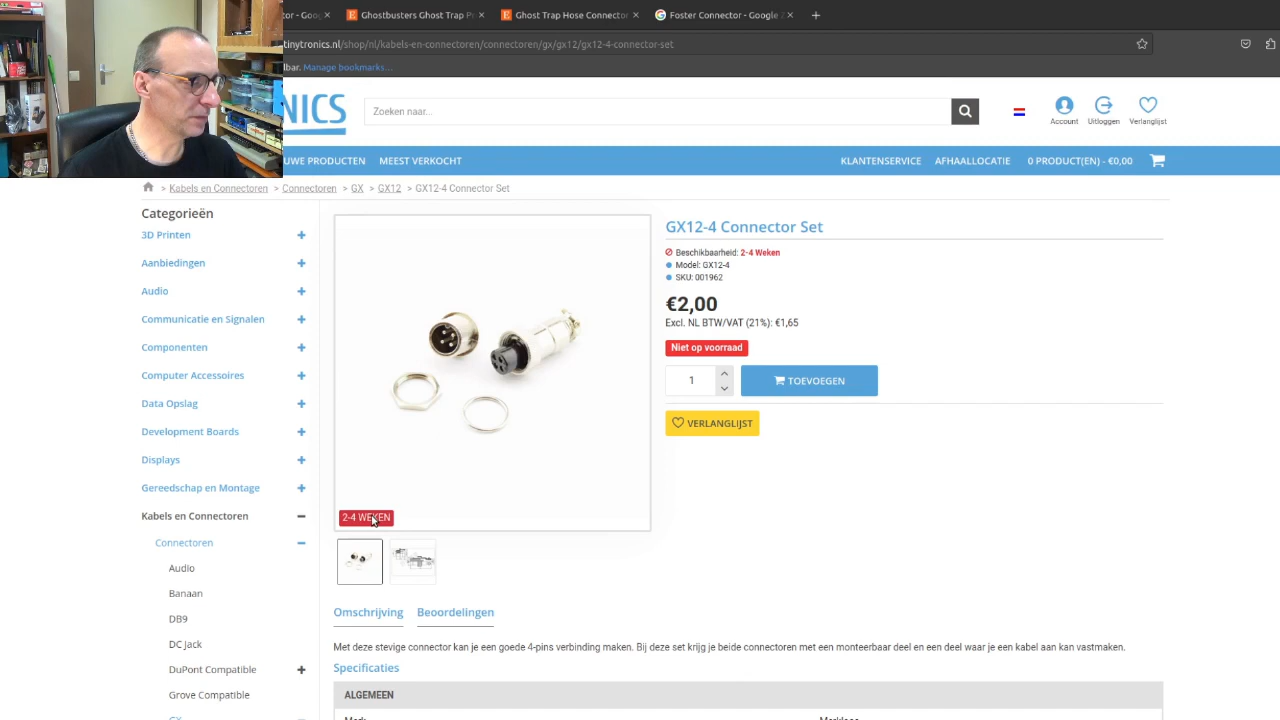 tor - Goog
Ghostbusters Ghost Trap Pr
Ghost Trap Hose Connector
Foster Connector - Google Z
tinytronics.nl/shop/nl/kabels-en-connectoren/connectoren/gx/gx12/gx12-4-connector-set
lbar. Manage bookmarks...
NICS
Zoeken naar...
Account
Uitloggen
Verlanglijst
UWE PRODUCTEN
MEEST VERKOCHT
KLANTENSERVICE
AFHAALLOCATIE
0 PRODUCT(EN) - €0,00
> Kabels en Connectoren > Connectoren > GX > GX12 > GX12-4 Connector Set
Categorieën
3D Printen
Aanbiedingen
Audio
Communicatie en Signalen
Componenten
Computer Accessoires
Data Opslag
Development Boards
Displays
Gereedschap en Montage
Kabels en Connectoren
Connectoren
Audio
Banaan
DB9
DC Jack
DuPont Compatible
Grove Compatible
GX
2-4 WEKEN
GX12-4 Connector Set
Beschikbaarheid: 2-4 Weken
Model: GX12-4
SKU: 001962
€2,00
Excl. NL BTW/VAT (21%): €1,65
Niet op voorraad
1
TOEVOEGEN
VERLANGLIJST
Omschrijving
Beoordelingen
Met deze stevige connector kan je een goede 4-pins verbinding maken. Bij deze set krijg je beide connectoren met een monteerbaar deel en een deel waar je een kabel aan kan vastmaken.
Specificaties
ALGEMEEN
Merk
Merkloos